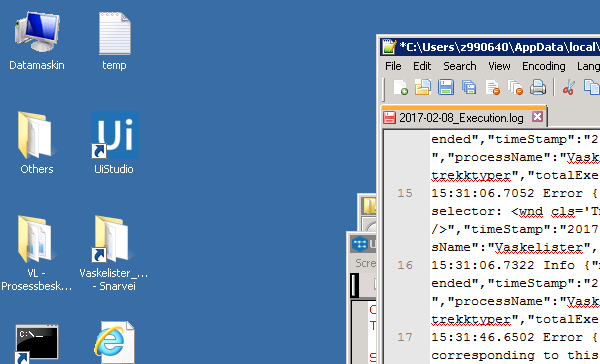 Datamaskin
temp
Others
Ui
UiStudio
VL -
Prosessbesk...
Vaskelister_...
- Snarvei
C:\_
*C:\Users\z990640\AppData\local\
File Edit Search View Encoding Lang
2017-02-08_Execution.log
ended","timeStamp":"2
","processName":"Vask
trekktyper","totalExe
15 15:31:06.7052 Error {
selector: <wnd cls='T
/>","timeStamp":"2017
sName":"Vaskelister",
16 15:31:06.7322 Info {"
ended","timeStamp":"2
","processName":"Vask
trekktyper","totalExe
17 15:31:46.6502 Error {
corresponding to this
Scre